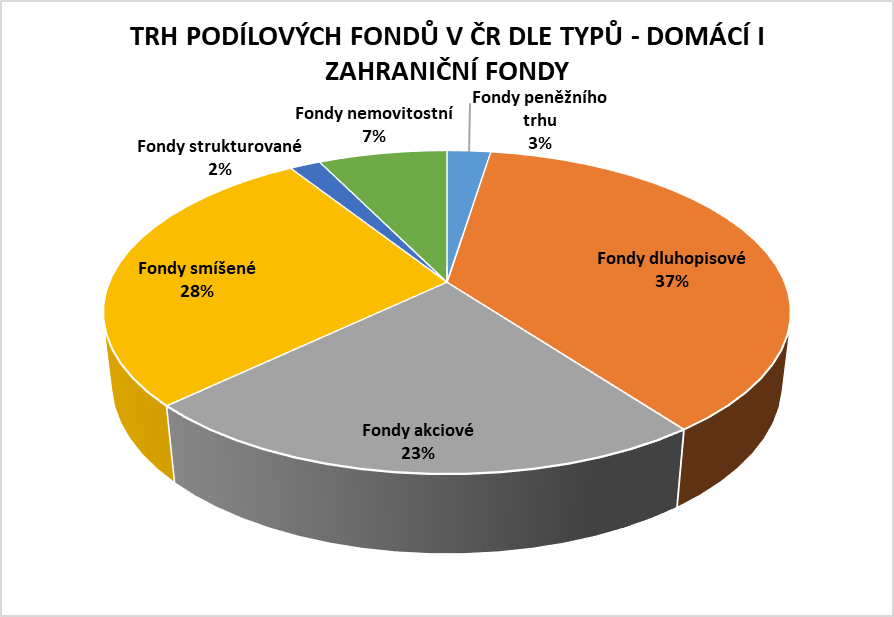 TRH PODÍLOVÝCH FONDŮ V ČR DLE TYPŮ - DOMÁCÍ I
ZAHRANIČNÍ FONDY
Fondy peněžního
trhu
3%
Fondy nemovitostní
7%
Fondy strukturované
2%
Fondy dluhopisové
37%
Fondy smíšené
28%
Fondy akciové
23%